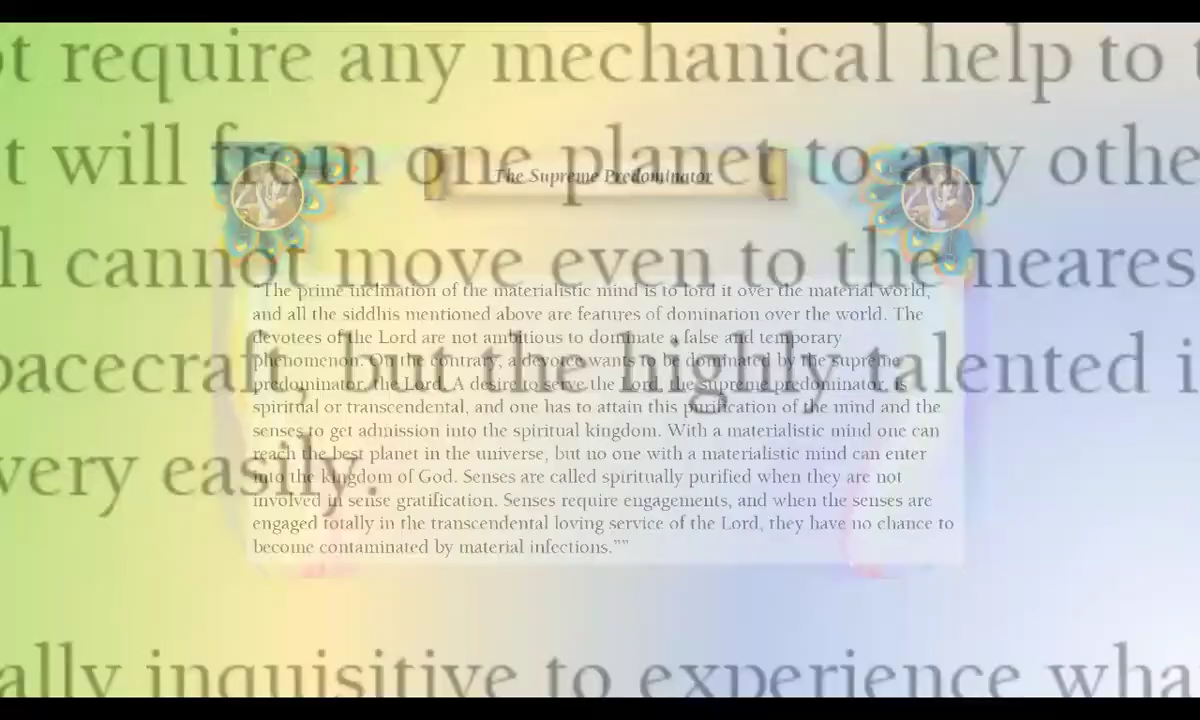 ot require any mechanical help to t
t will from one planet to any othe
The Supreme Predominator
h cannot move even to the neares
"The prime inclination of the materialistic mind is to lord it over the material world,
and all the siddhis mentioned above are features of domination over the world. The
devotees of the Lord are not ambitious to dominate a false and temporary
phenomenon. On the contrary, a devotee wants to be dominated by the supreme
pacecraft, but the highly talented i
predominator, the Lord. A desire to serve the Lord, the supreme predominator, is
spiritual or transcendental, and one has to attain this purification of the mind and the
senses to get admission into the spiritual kingdom. With a materialistic mind one can
reach the best planet in the universe, but no one with a materialistic mind can enter
very easily.
into the kingdom of God. Senses are called spiritually purified when they are not
involved in sense gratification. Senses require engagements, and when the senses are
engaged totally in the transcendental loving service of the Lord, they have no chance to
become contaminated by material infections.""
ally inquisitive to experience wha